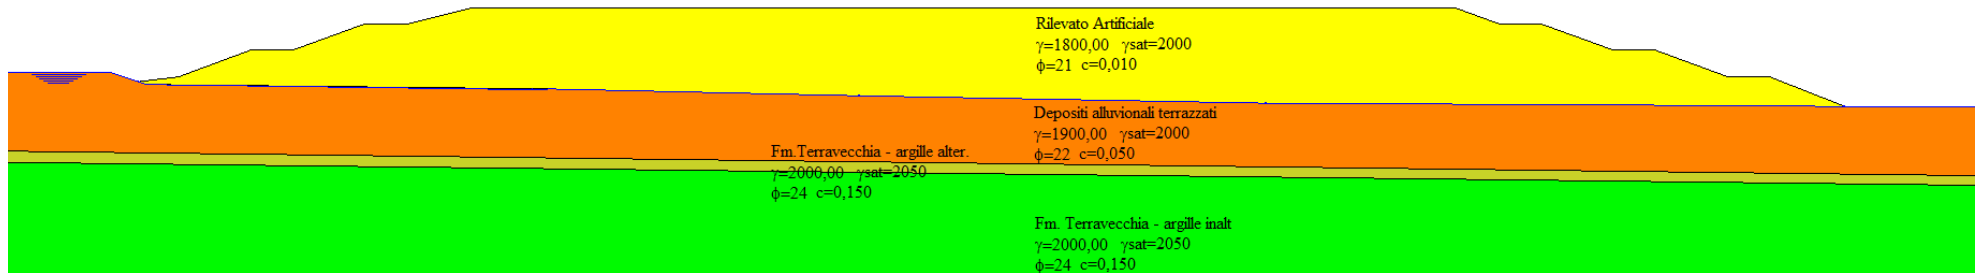 Rilevato Artificiale
γ=1800,00 γsat=2000
ϕ=21 c=0,010
Depositi alluvionali terrazzati
γ=1900,00 γsat=2000
ϕ=22 c=0,050
Fm.Terravecchia - argille alter.
γ=2000,00 γsat=2050
ϕ=24 c=0,150
Fm. Terravecchia - argille inalt
γ=2000,00 γsat=2050
ϕ=24 c=0,150